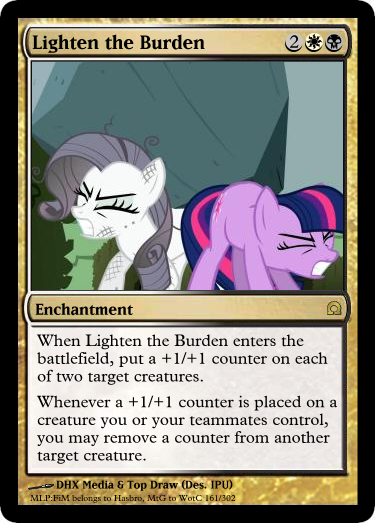 Lighten the Burden 2
Enchantment
When Lighten the Burden enters the
battlefield, put a +1/+1 counter on each
of two target creatures.
Whenever a +1/+1 counter is placed on a
creature you or your teammates control,
you may remove a counter from another
target creature.
DHX Media & Top Draw (Des. IPU)
MLP:FiM belongs to Hasbro, MtG to WotC 161/302